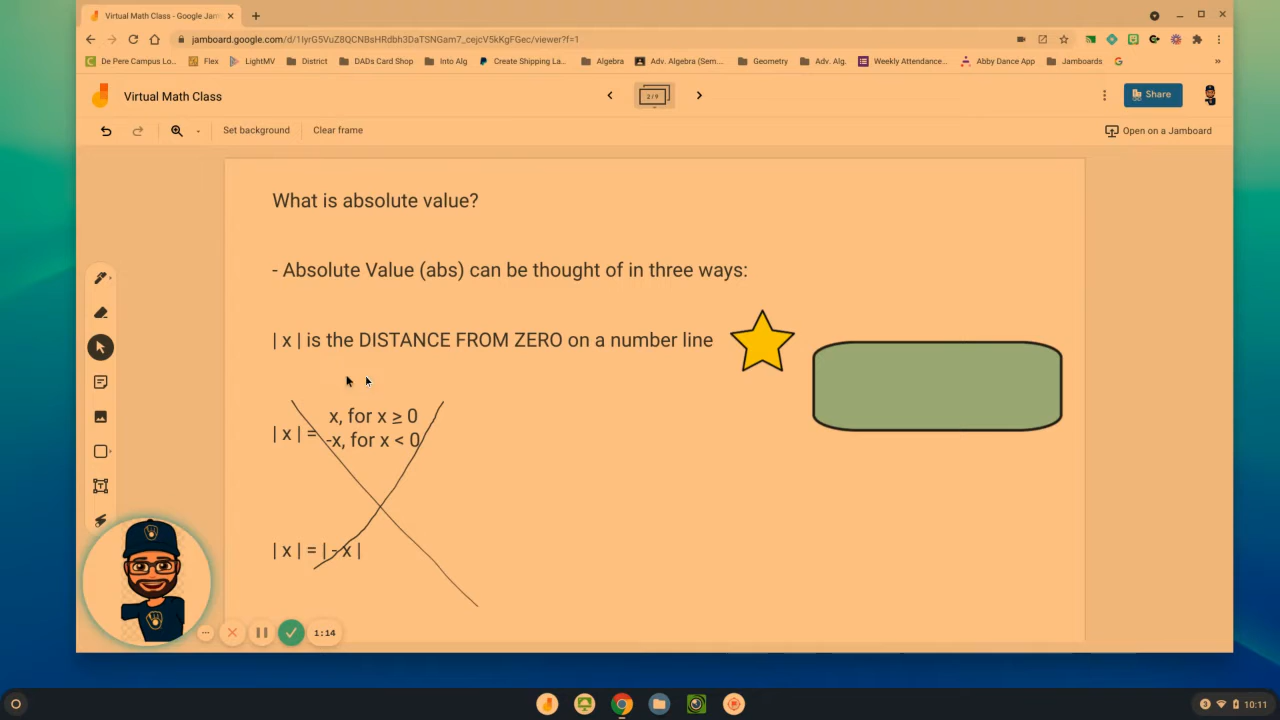 Virtual Math Class - Google Jam
jamboard.google.com/d/1IyrG5VuZ8QCNBsHRdbh3DaTSNGam7_cejcV5kKgFGec/viewer?f=1
De Pere Campus Lo... Flex LightMV District DADs Card Shop Into Alg Create Shipping La... Algebra Adv. Algebra (Sem... Geometry Adv. Alg. Weekly Attendance... Abby Dance App Jamboards »
Virtual Math Class
2/9
Share
Set background Clear frame
Open on a Jamboard
What is absolute value?
- Absolute Value (abs) can be thought of in three ways:
| x | is the DISTANCE FROM ZERO on a number line
x, for x ≥ 0
| x | =
-x, for x < 0
| x | = | - x |
1:14
10:11